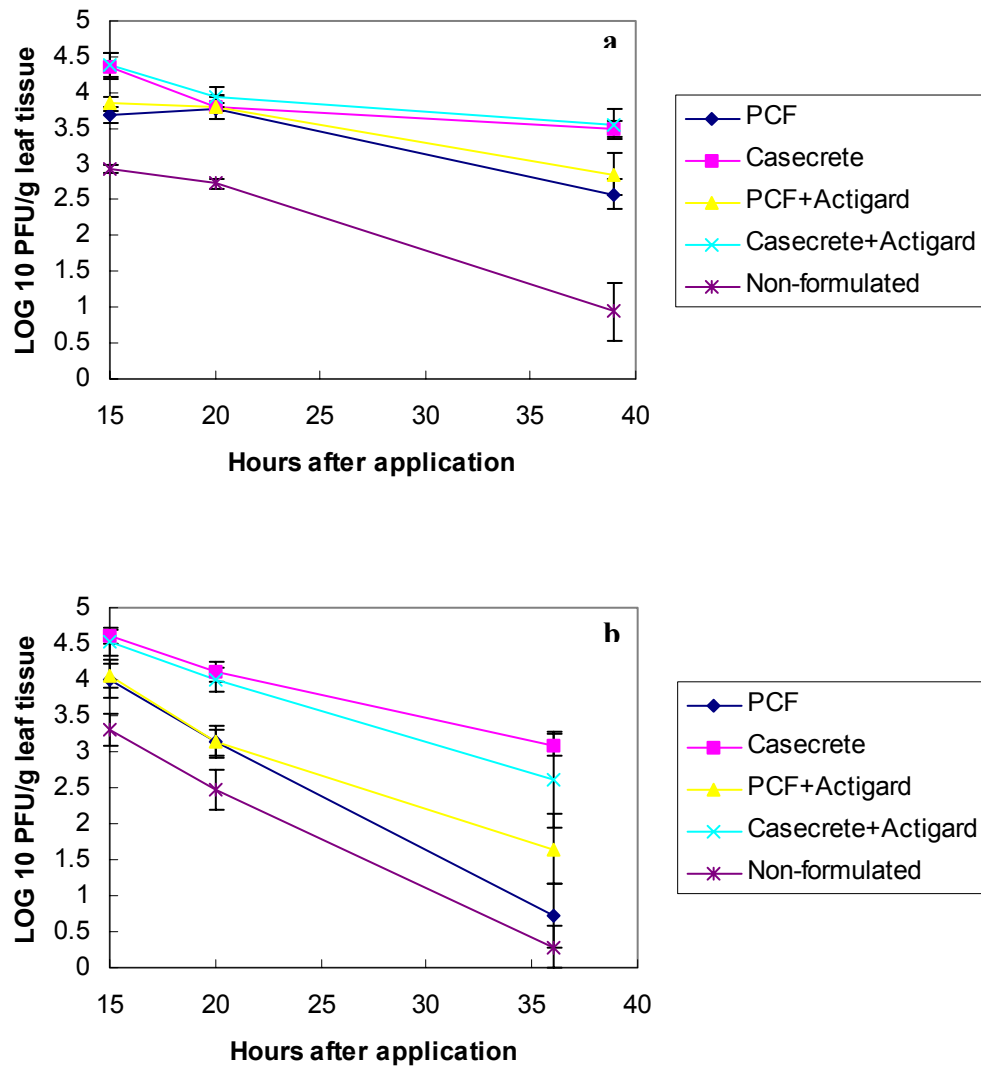 a
5
4.5
4
3.5
3
2.5
2
1.5
1
0.5
0
LOG 10 PFU/g leaf tissue
15 20 25 30 35 40
Hours after application
PCF
Casecrete
PCF+Actigard
Casecrete+Actigard
Non-formulated
b
5
4.5
4
3.5
3
2.5
2
1.5
1
0.5
0
LOG 10 PFU/g leaf tissue
15 20 25 30 35 40
Hours after application
PCF
Casecrete
PCF+Actigard
Casecrete+Actigard
Non-formulated